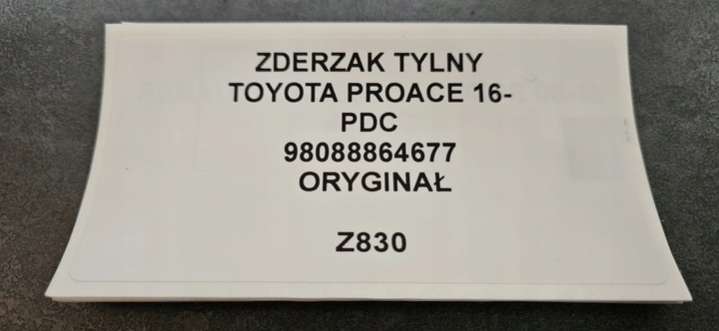 ZDERZAK TYLNY
TOYOTA PROACE 16-
PDC
98088864677
ORYGINAŁ
Z830